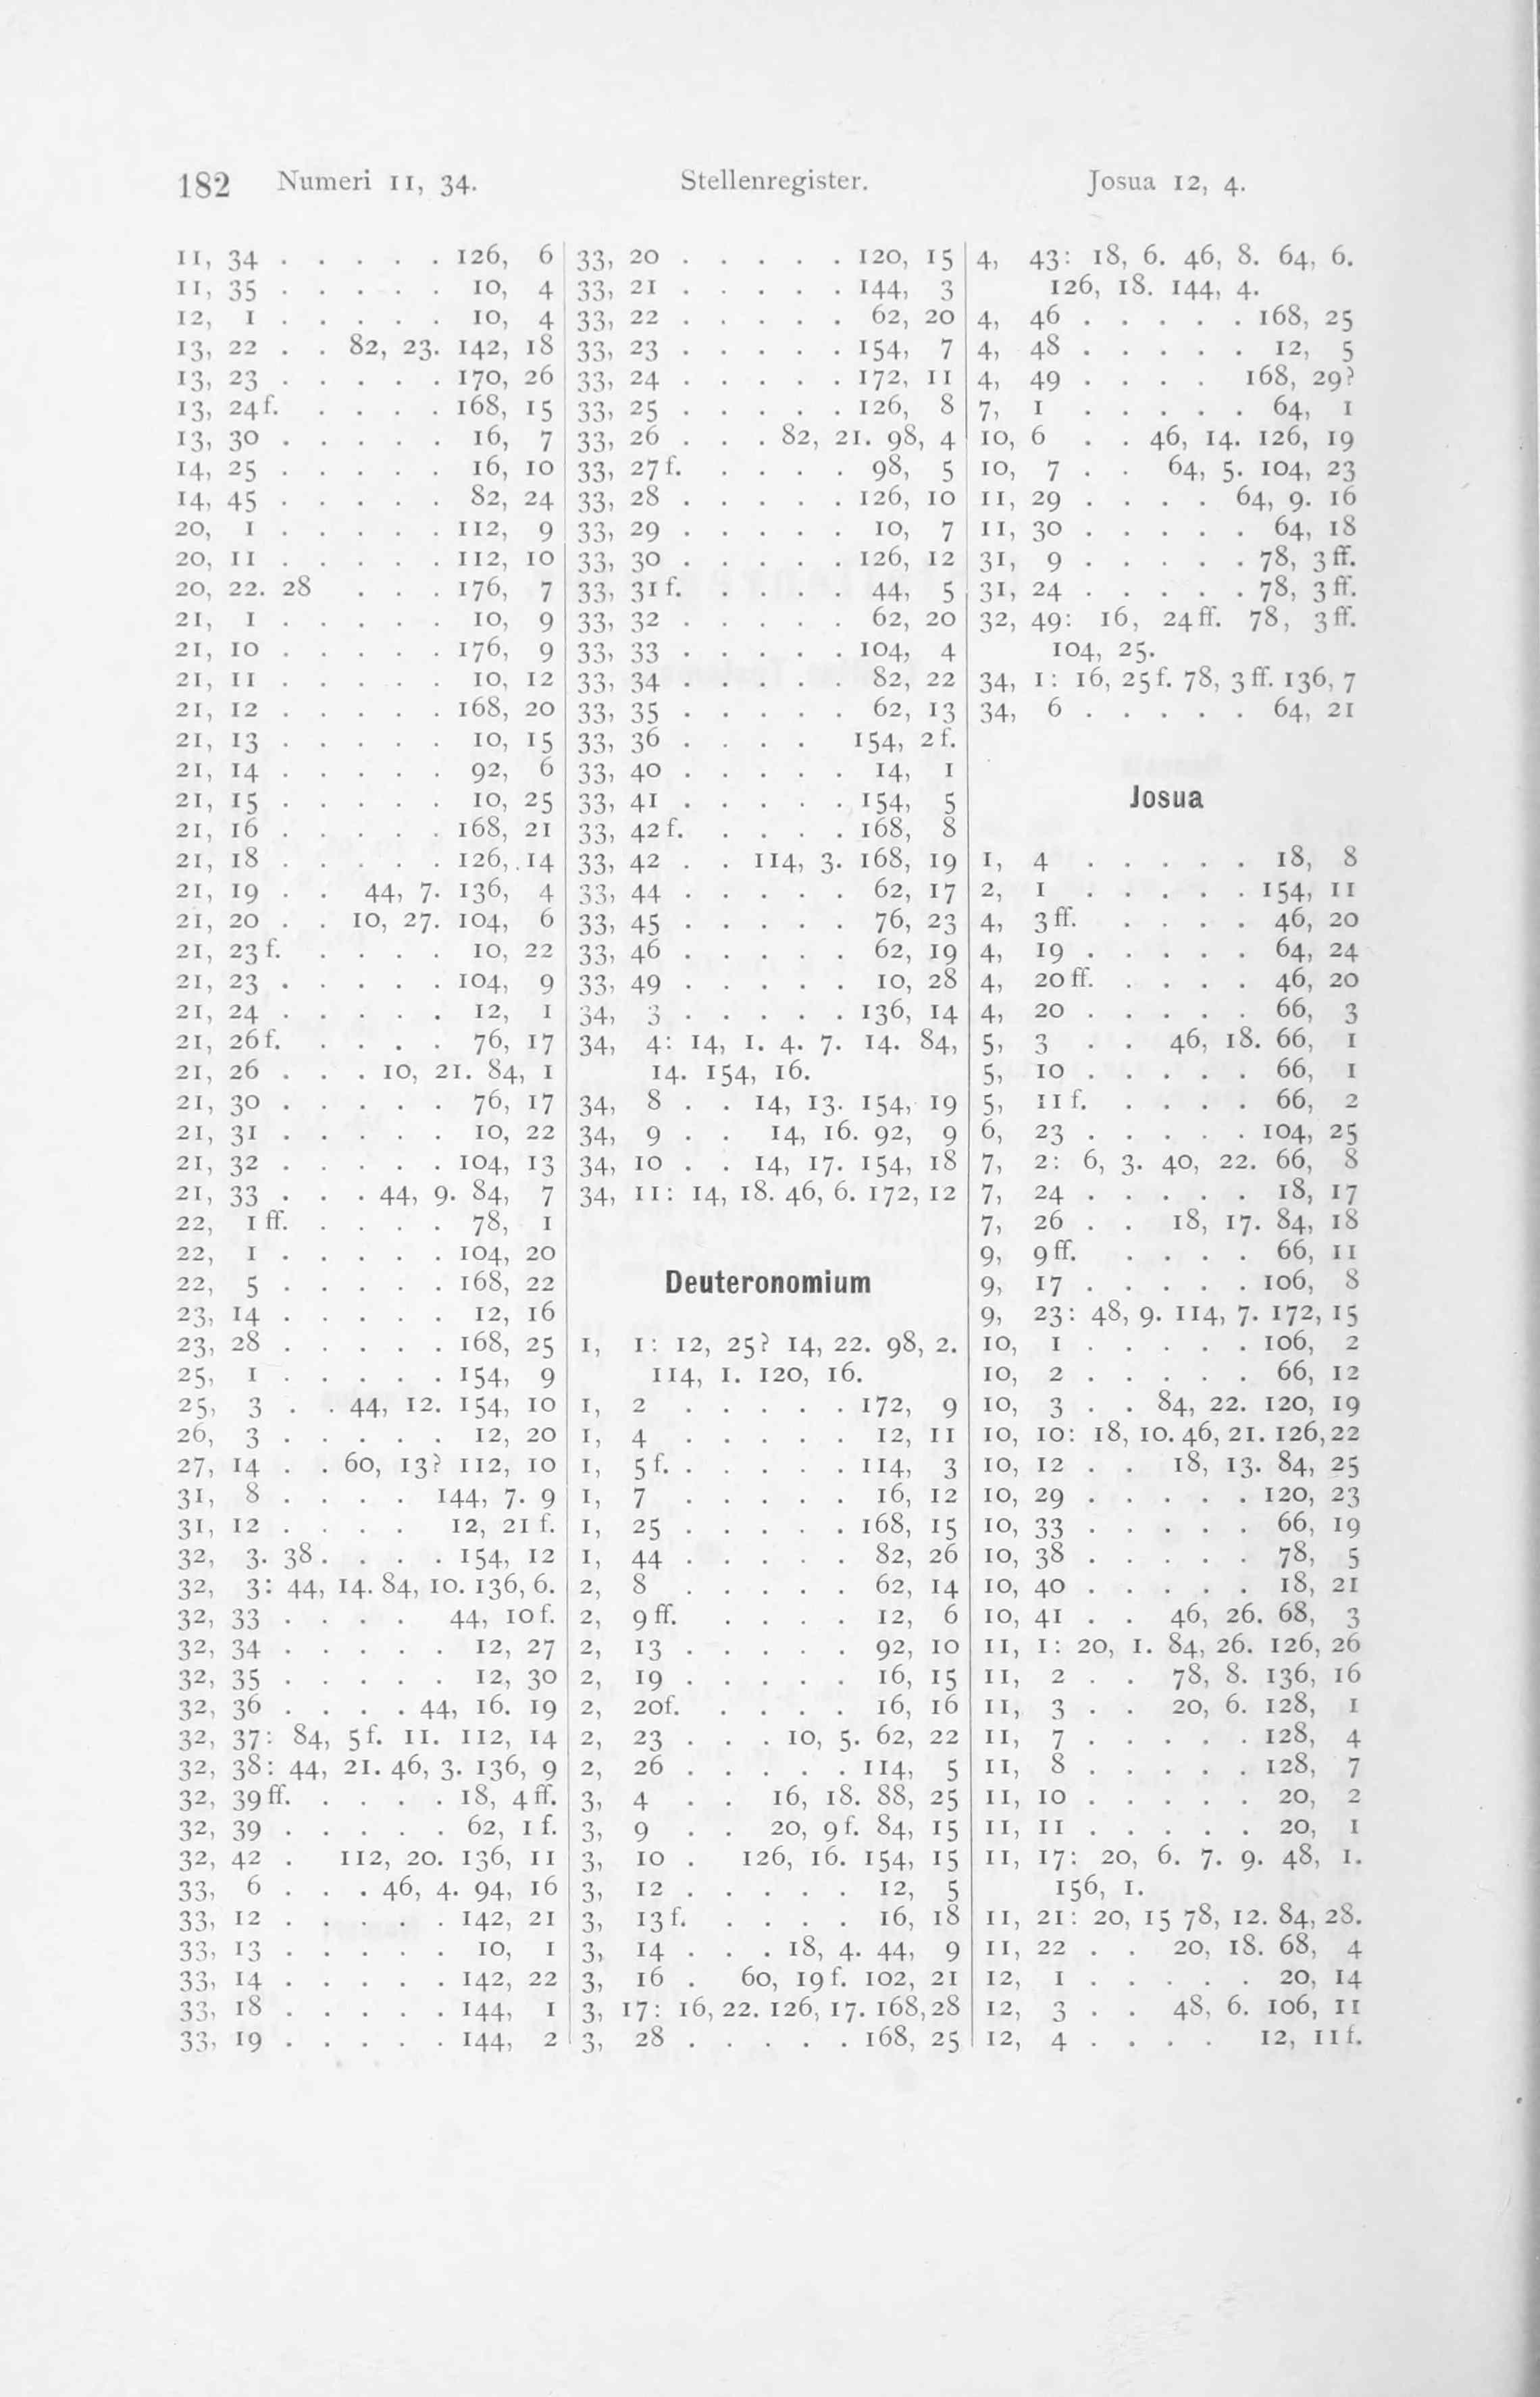 182 Numeri 11, 34. Stellenregister. Josua 12, 4.
11, 34 . . . . . 126, 6
11, 35 . . . . . 10, 4
12, 1 . . . . . 10, 4
13, 22 . . 82, 23. 142, 18
13, 23 . . . . . 170, 26
13, 24f. . . . . 168, 15
13, 30 . . . . . 16, 7
14, 25 . . . . . 16, 10
14, 45 . . . . . 82, 24
20, 1 . . . . . 112, 9
20, 11 . . . . . 112, 10
20, 22. 28 . . . 176, 7
21, 1 . . . . . 10, 9
21, 10 . . . . . 176, 9
21, 11 . . . . . 10, 12
21, 12 . . . . . 168, 20
21, 13 . . . . . 10, 15
21, 14 . . . . . 92, 6
21, 15 . . . . . 10, 25
21, 16 . . . . . 168, 21
21, 18 . . . . . 126, 14
21, 19 . . 44, 7. 136, 4
21, 20 . . 10, 27. 104, 6
21, 23f. . . . . 10, 22
21, 23 . . . . . 104, 9
21, 24 . . . . . 12, 1
21, 26f. . . . . 76, 17
21, 26 . . . 10, 21. 84, 1
21, 30 . . . . . 76, 17
21, 31 . . . . . 10, 22
21, 32 . . . . . 104, 13
21, 33 . . . 44, 9. 84, 7
22, 1ff. . . . . 78, 1
22, 1 . . . . . 104, 20
22, 5 . . . . . 168, 22
23, 14 . . . . . 12, 16
23, 28 . . . . . 168, 25
25, 1 . . . . . 154, 9
25, 3 . . 44, 12. 154, 10
26, 3 . . . . . 12, 20
27, 14 . . 60, 13? 112, 10
31, 8 . . . . 144, 7. 9
31, 12 . . . . 12, 21f.
32, 3. 38 . . . . 154, 12
32, 3: 44, 14. 84, 10. 136, 6.
32, 33 . . . . 44, 10f.
32, 34 . . . . . 12, 27
32, 35 . . . . . 12, 30
32, 36 . . . . 44, 16. 19
32, 37: 84, 5f. 11. 112, 14
32, 38: 44, 21. 46, 3. 136, 9
32, 39ff. . . . . 18, 4ff.
32, 39 . . . . . 62, 1f.
32, 42 . 112, 20. 136, 11
33, 6 . . . 46, 4. 94, 16
33, 12 . . . . . 142, 21
33, 13 . . . . . 10, 1
33, 14 . . . . . 142, 22
33, 18 . . . . . 144, 1
33, 19 . . . . . 144, 2
33, 20 . . . . . 120, 15
33, 21 . . . . . 144, 3
33, 22 . . . . . 62, 20
33, 23 . . . . . 154, 7
33, 24 . . . . . 172, 11
33, 25 . . . . . 126, 8
33, 26 . . . 82, 21. 98, 4
33, 27f. . . . . 98, 5
33, 28 . . . . . 126, 10
33, 29 . . . . . 10, 7
33, 30 . . . . . 126, 12
33, 31f. . . . . 44, 5
33, 32 . . . . . 62, 20
33, 33 . . . . . 104, 4
33, 34 . . . . . 82, 22
33, 35 . . . . . 62, 13
33, 36 . . . . 154, 2f.
33, 40 . . . . . 14, 1
33, 41 . . . . . 154, 5
33, 42f. . . . . 168, 8
33, 42 . . 114, 3. 168, 19
33, 44 . . . . . 62, 17
33, 45 . . . . . 76, 23
33, 46 . . . . . 62, 19
33, 49 . . . . . 10, 28
34, 3 . . . . . 136, 14
34, 4: 14, 1. 4. 7. 14. 84,
14. 154, 16.
34, 8 . . 14, 13. 154, 19
34, 9 . . 14, 16. 92, 9
34, 10 . . 14, 17. 154, 18
34, 11: 14, 18. 46, 6. 172, 12
Deuteronomium
1, 1: 12, 25? 14, 22. 98, 2.
114, 1. 120, 16.
1, 2 . . . . . 172, 9
1, 4 . . . . . 12, 11
1, 5f. . . . . . 114, 3
1, 7 . . . . . 16, 12
1, 25 . . . . . 168, 15
1, 44 . . . . . 82, 26
2, 8 . . . . . 62, 14
2, 9ff. . . . . 12, 6
2, 13 . . . . . 92, 10
2, 19 . . . . . 16, 15
2, 20f. . . . . 16, 16
2, 23 . . . 10, 5. 62, 22
2, 26 . . . . . 114, 5
3, 4 . . 16, 18. 88, 25
3, 9 . . 20, 9f. 84, 15
3, 10 . 126, 16. 154, 15
3, 12 . . . . . 12, 5
3, 13f. . . . . 16, 18
3, 14 . . . 18, 4. 44, 9
3, 16 . 60, 19f. 102, 21
3, 17: 16, 22. 126, 17. 168, 28
3, 28 . . . . . 168, 25
4, 43: 18, 6. 46, 8. 64, 6.
126, 18. 144, 4.
4, 46 . . . . . 168, 25
4, 48 . . . . . 12, 5
4, 49 . . . . 168, 29?
7, 1 . . . . . 64, 1
10, 6 . . 46, 14. 126, 19
10, 7 . . 64, 5. 104, 23
11, 29 . . . . 64, 9. 16
11, 30 . . . . . 64, 18
31, 9 . . . . . 78, 3ff.
31, 24 . . . . . 78, 3ff.
32, 49: 16, 24ff. 78, 3ff.
104, 25.
34, 1: 16, 25f. 78, 3ff. 136, 7
34, 6 . . . . . 64, 21
Josua
1, 4 . . . . . 18, 8
2, 1 . . . . . 154, 11
4, 3ff. . . . . 46, 20
4, 19 . . . . . 64, 24
4, 20ff. . . . . 46, 20
4, 20 . . . . . 66, 3
5, 3 . . 46, 18. 66, 1
5, 10 . . . . . 66, 1
5, 11f. . . . . 66, 2
6, 23 . . . . . 104, 25
7, 2: 6, 3. 40, 22. 66, 8
7, 24 . . . . . 18, 17
7, 26 . . 18, 17. 84, 18
9, 9ff. . . . . 66, 11
9, 17 . . . . . 106, 8
9, 23: 48, 9. 114, 7. 172, 15
10, 1 . . . . . 106, 2
10, 2 . . . . . 66, 12
10, 3 . . 84, 22. 120, 19
10, 10: 18, 10. 46, 21. 126, 22
10, 12 . . 18, 13. 84, 25
10, 29 . . . . . 120, 23
10, 33 . . . . . 66, 19
10, 38 . . . . . 78, 5
10, 40 . . . . . 18, 21
10, 41 . . 46, 26. 68, 3
11, 1: 20, 1. 84, 26. 126, 26
11, 2 . . 78, 8. 136, 16
11, 3 . . 20, 6. 128, 1
11, 7 . . . . . 128, 4
11, 8 . . . . . 128, 7
11, 10 . . . . . 20, 2
11, 11 . . . . . 20, 1
11, 17: 20, 6. 7. 9. 48, 1.
156, 1.
11, 21: 20, 15 78, 12. 84, 28.
11, 22 . . 20, 18. 68, 4
12, 1 . . . . . 20, 14
12, 3 . . 48, 6. 106, 11
12, 4 . . . . 12, 11f.